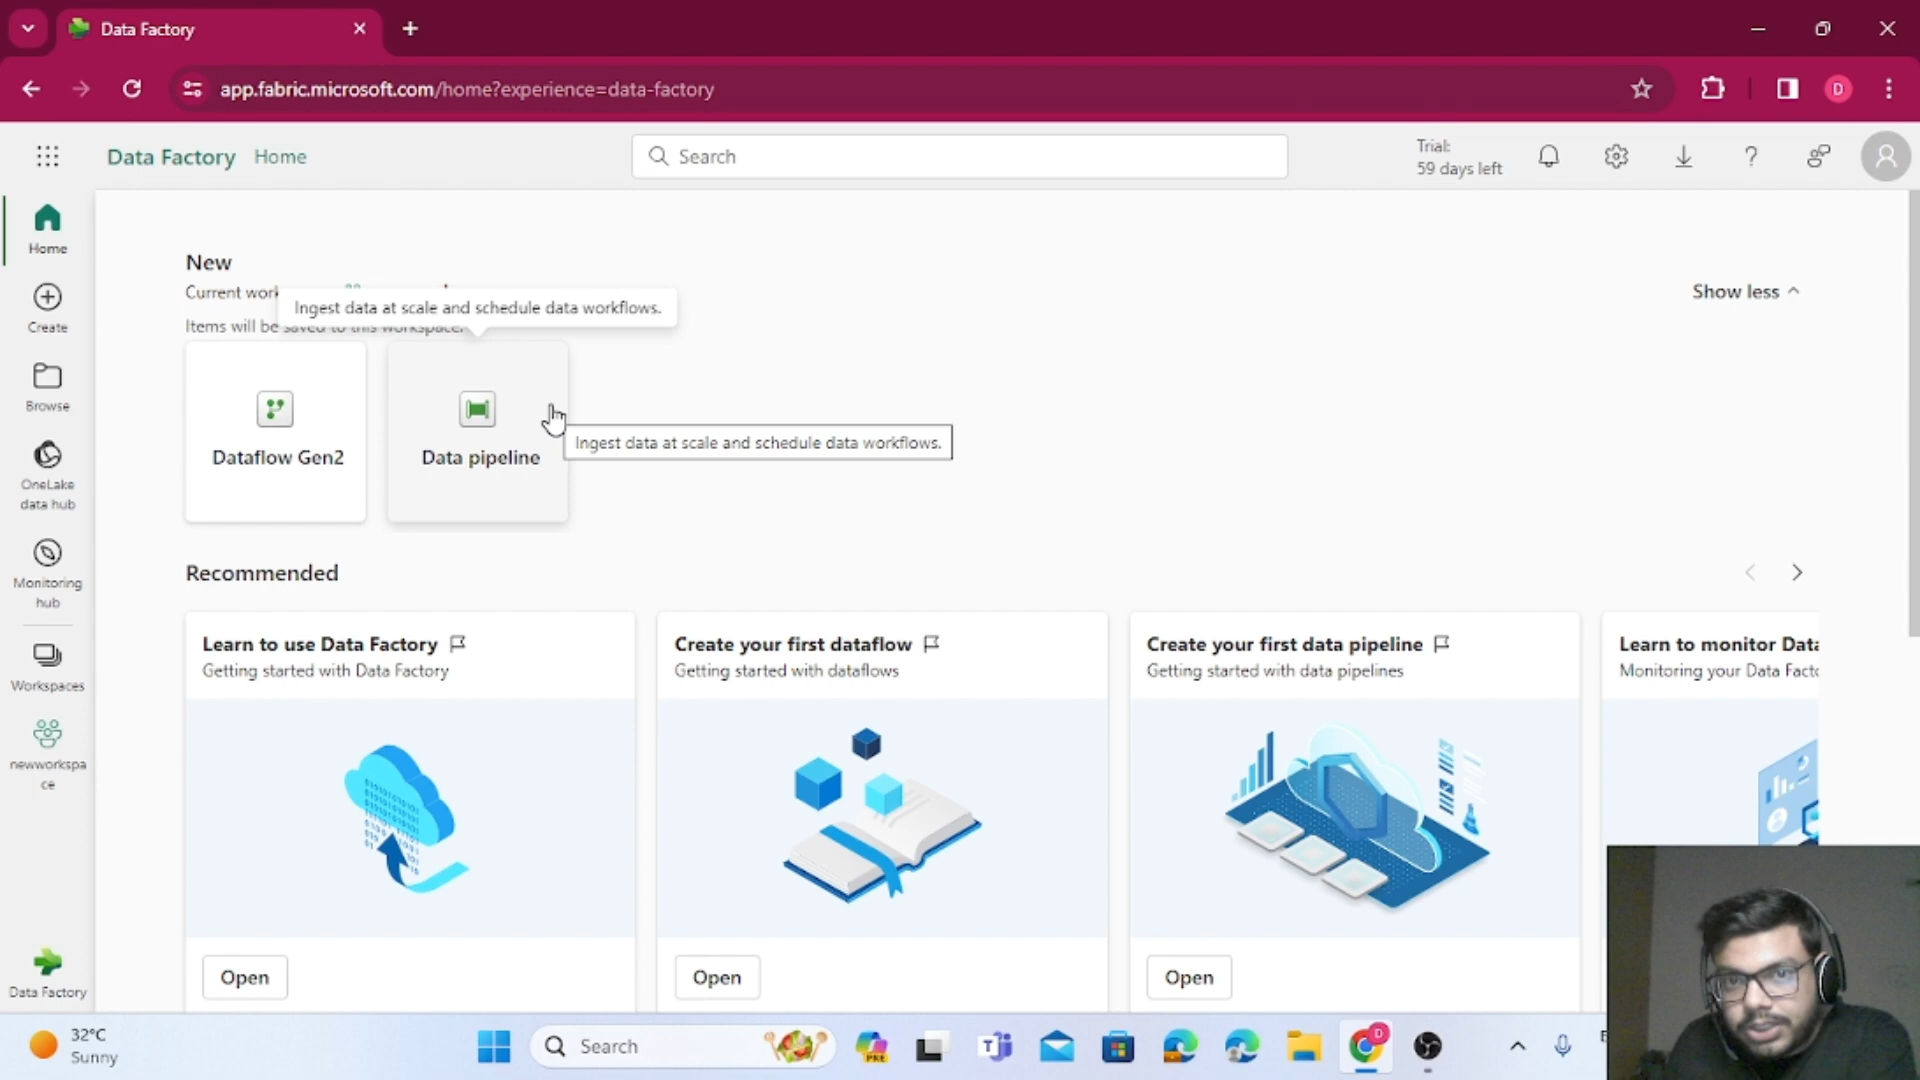 Data Factory
app.fabric.microsoft.com/home?experience=data-factory
D
Data Factory Home
Search
Trial:
59 days left
Home
Create
Browse
OneLake
data hub
Monitoring
hub
Workspaces
newworkspa
ce
Data Factory
New
Current work
Show less
Ingest data at scale and schedule data workflows.
Items will be saved to this workspace.
Dataflow Gen2
Data pipeline
Ingest data at scale and schedule data workflows.
Recommended
Learn to use Data Factory
Getting started with Data Factory
Open
Create your first dataflow
Getting started with dataflows
Open
Create your first data pipeline
Getting started with data pipelines
Open
Learn to monitor Data
Monitoring your Data Facto
32°C
Sunny
Search
PRE
D